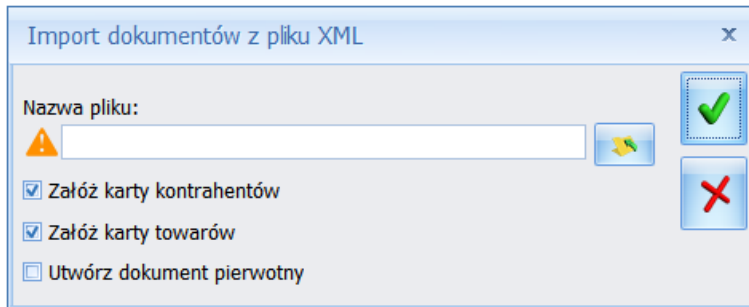 Import dokumentów z pliku XML
Nazwa pliku:
Załóż karty kontrahentów
Załóż karty towarów
Utwórz dokument pierwotny